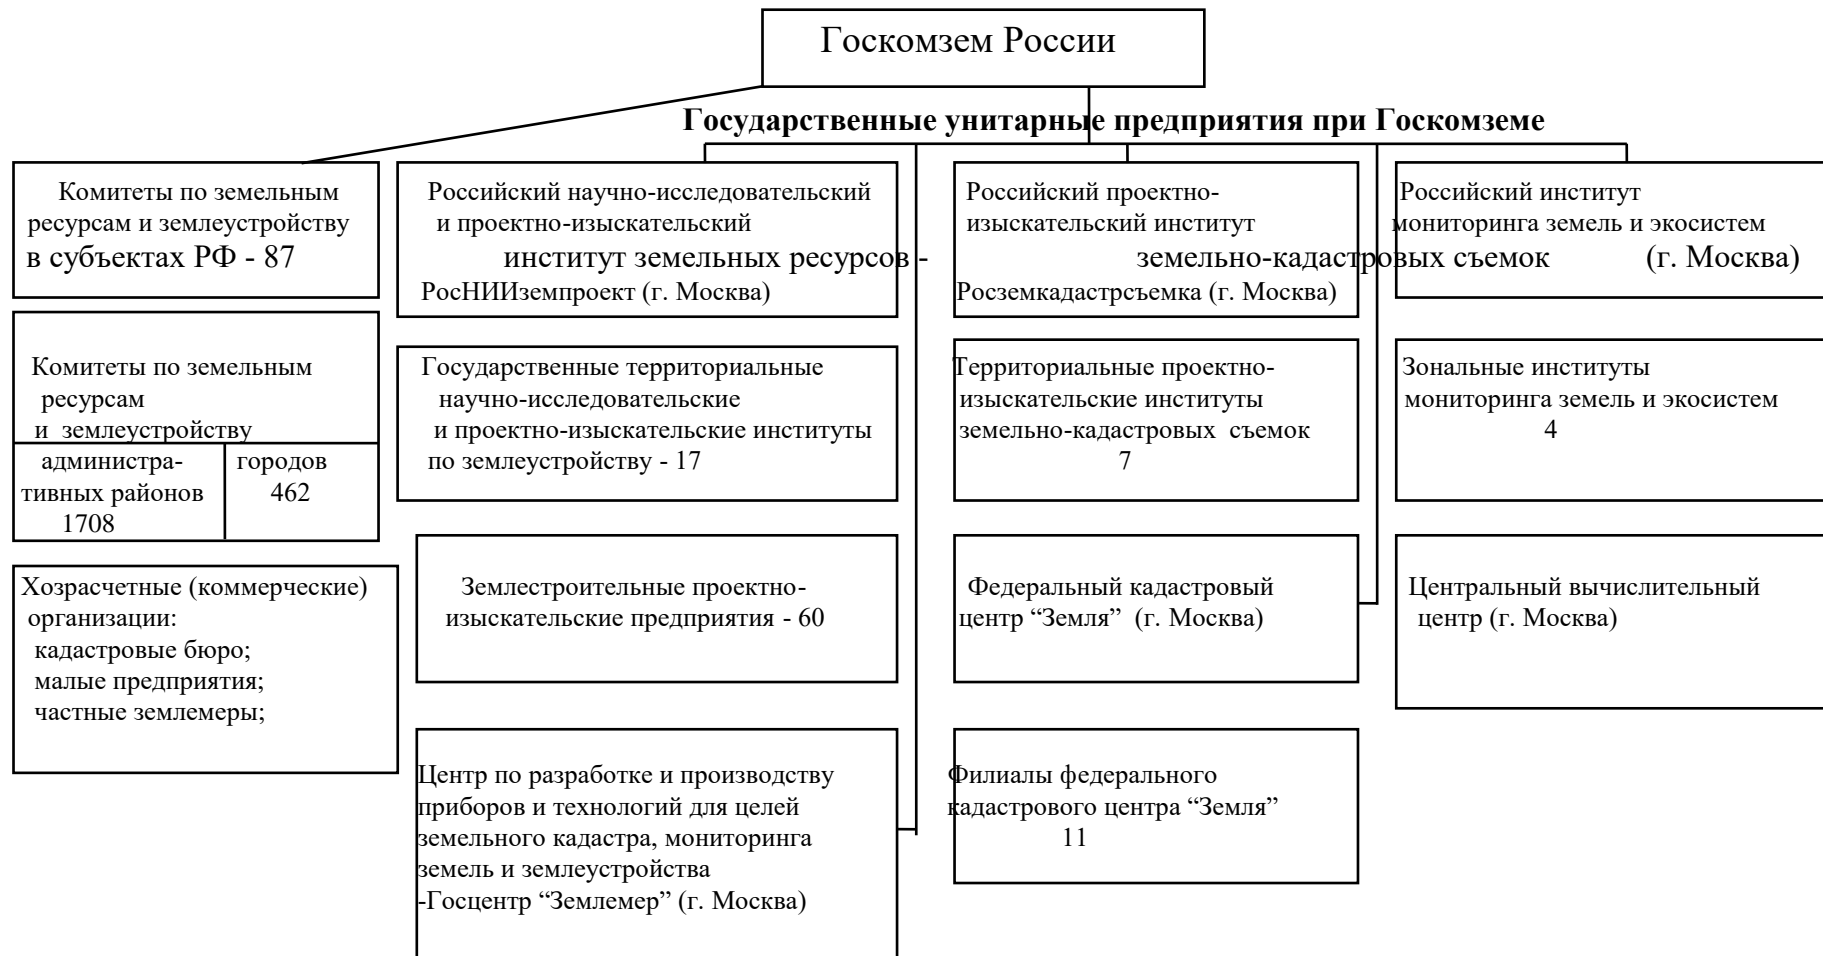 Госкомзем России
Государственные унитарные предприятия при Госкомземе
Комитеты по земельным
ресурсам и землеустройству
в субъектах РФ - 87
Российский научно-исследовательский
и проектно-изыскательский
институт земельных ресурсов -
РосНИИземпроект (г. Москва)
Российский проектно-
изыскательский институт
земельно-кадастровых съемок
Росземкадастрсъемка (г. Москва)
Российский институт
мониторинга земель и экосистем
(г. Москва)
Комитеты по земельным
ресурсам
и землеустройству
администра-
тивных районов
1708
городов
462
Государственные территориальные
научно-исследовательские
и проектно-изыскательские институты
по землеустройству - 17
Территориальные проектно-
изыскательские институты
земельно-кадастровых съемок
7
Зональные институты
мониторинга земель и экосистем
4
Хозрасчетные (коммерческие)
организации:
кадастровые бюро;
малые предприятия;
частные землемеры;
Землестроительные проектно-
изыскательские предприятия - 60
Федеральный кадастровый
центр “Земля” (г. Москва)
Центральный вычислительный
центр (г. Москва)
Центр по разработке и производству
приборов и технологий для целей
земельного кадастра, мониторинга
земель и землеустройства
-Госцентр “Землемер” (г. Москва)
Филиалы федерального
кадастрового центра “Земля”
11